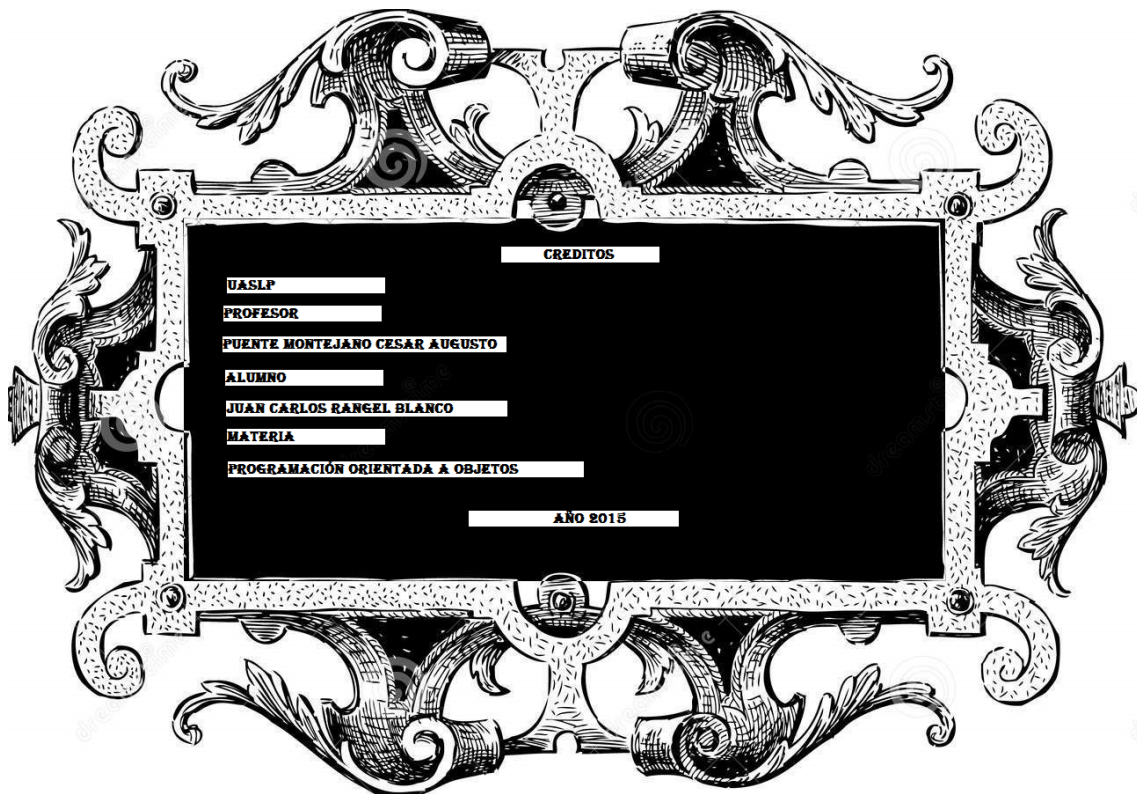 CREDITOS
UASLP
PROFESOR
PUENTE MONTEJANO CESAR AUGUSTO
ALUMNO
JUAN CARLOS RANGEL BLANCO
MATERIA
PROGRAMACIÓN ORIENTADA A OBJETOS
AÑO 2015